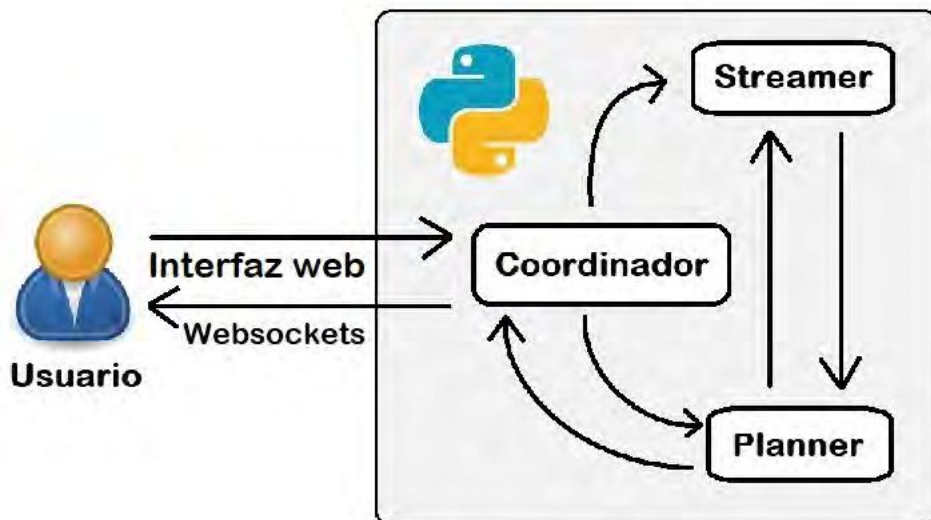 Streamer
Interfaz web
Coordinador
Websockets
Usuario
Planner